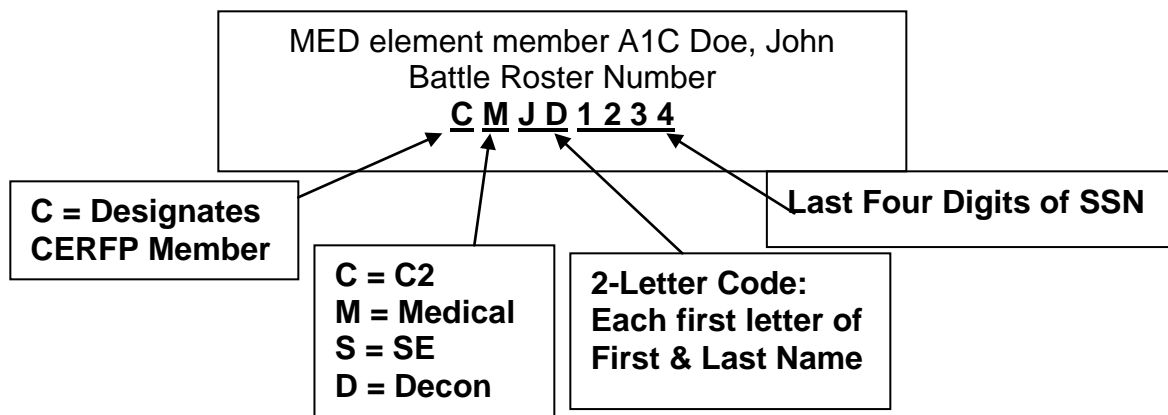 MED element member A1C Doe, John
Battle Roster Number
C M J D 1 2 3 4
C = Designates
CERFP Member
C = C2
M = Medical
S = SE
D = Decon
2-Letter Code:
Each first letter of
First & Last Name
Last Four Digits of SSN